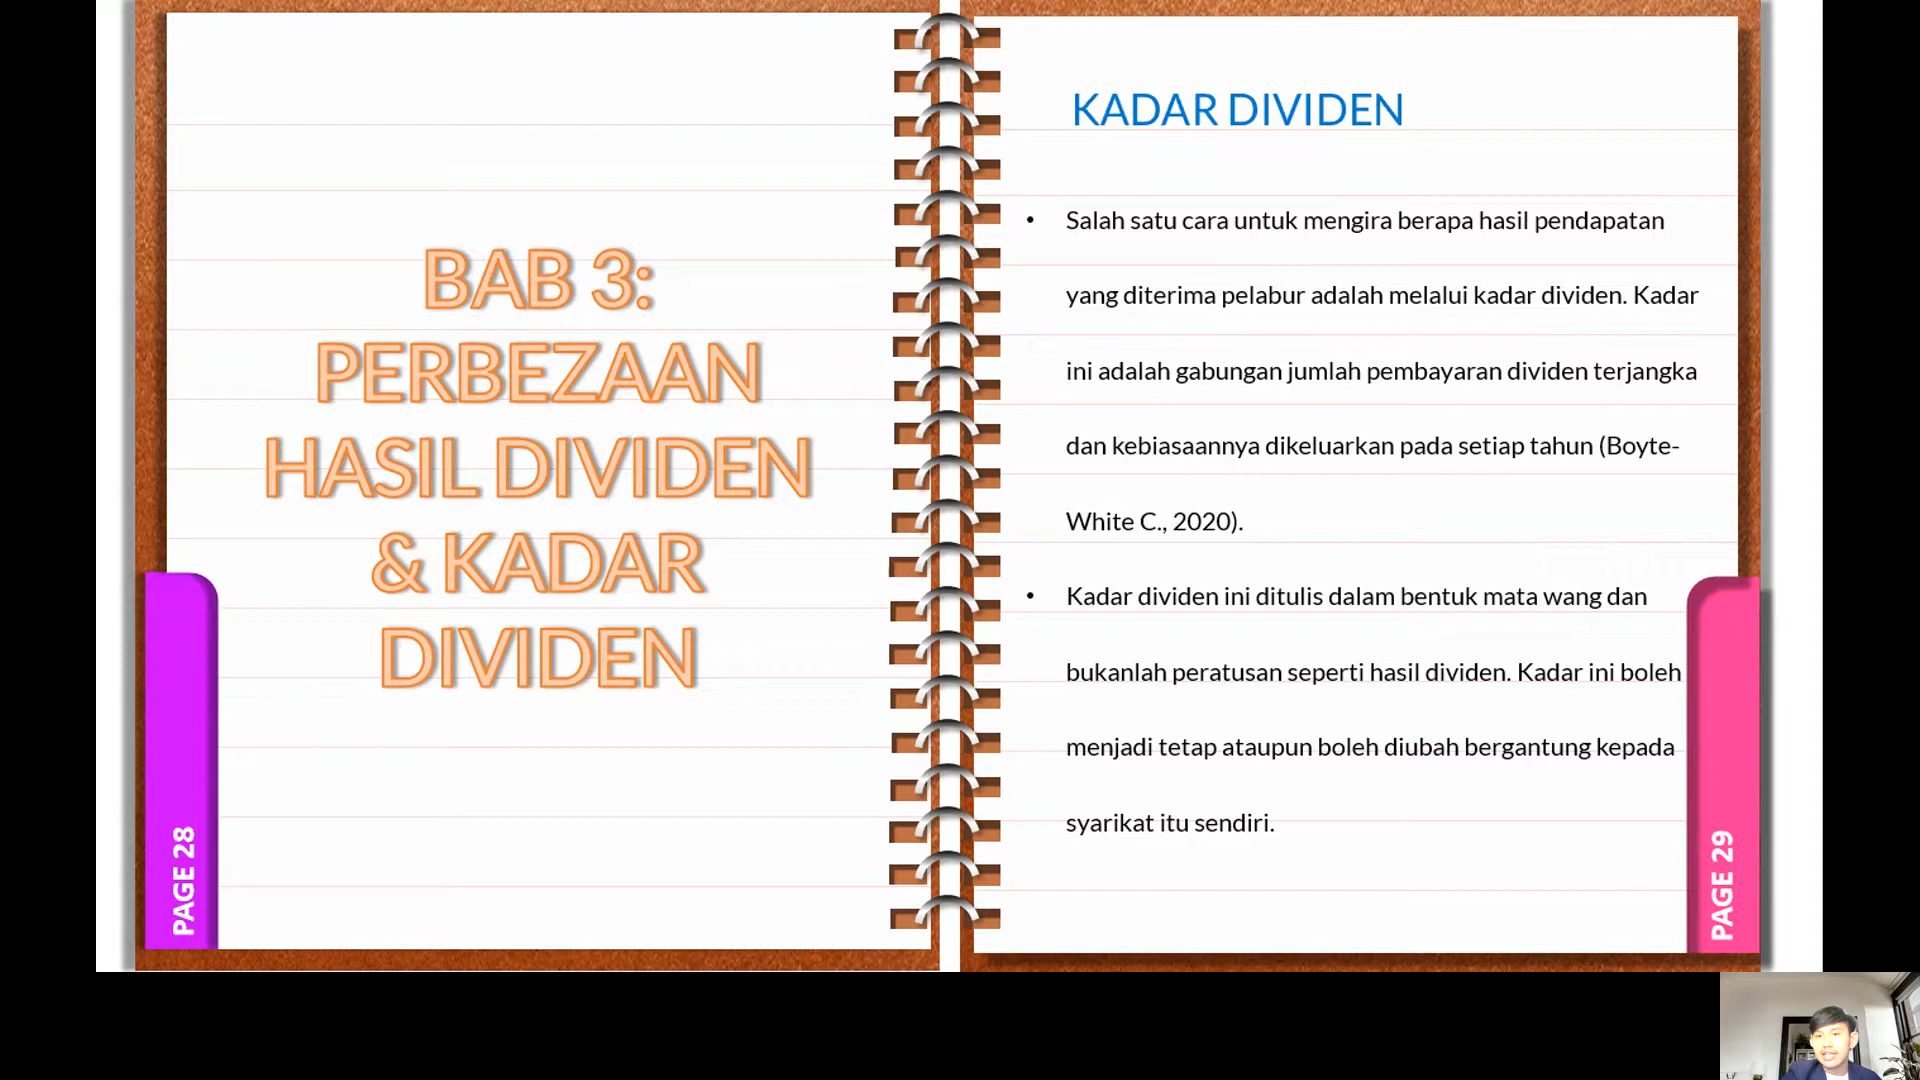 BAB 3:
PERBEZAAN
HASIL DIVIDEN
& KADAR
DIVIDEN
PAGE 28
KADAR DIVIDEN
• Salah satu cara untuk mengira berapa hasil pendapatan
yang diterima pelabur adalah melalui kadar dividen. Kadar
ini adalah gabungan jumlah pembayaran dividen terjangka
dan kebiasaannya dikeluarkan pada setiap tahun (Boyte-
White C., 2020).
• Kadar dividen ini ditulis dalam bentuk mata wang dan
bukanlah peratusan seperti hasil dividen. Kadar ini boleh
menjadi tetap ataupun boleh diubah bergantung kepada
syarikat itu sendiri.
PAGE 29